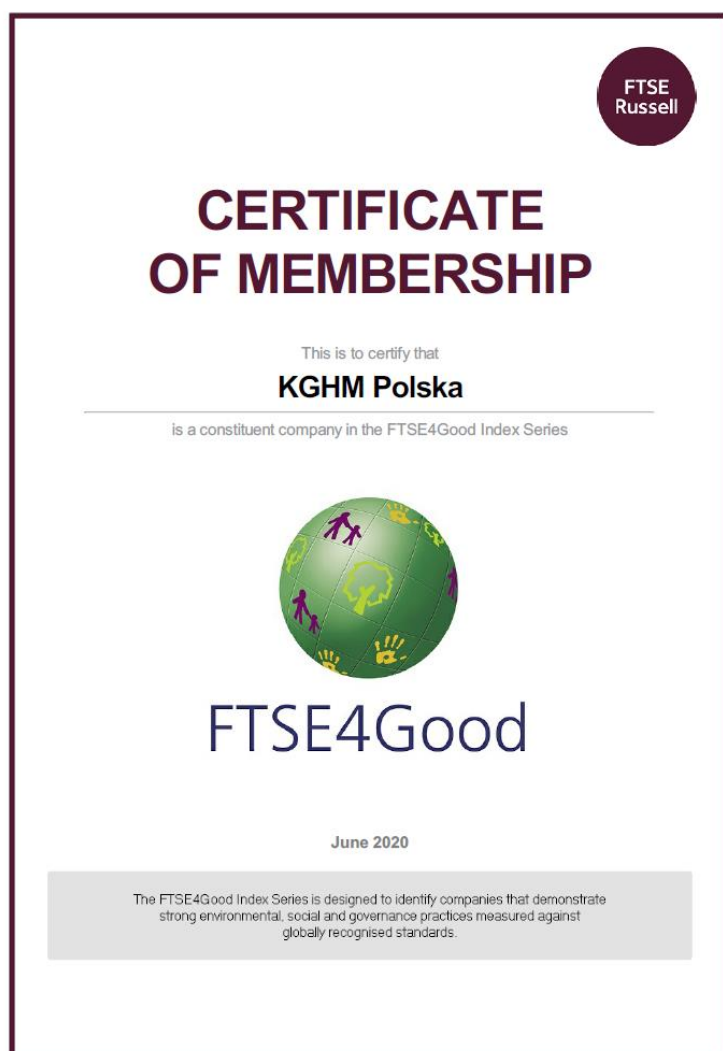 FTSE
Russell
CERTIFICATE
OF MEMBERSHIP
This is to certify that
KGHM Polska
is a constituent company in the FTSE4Good Index Series
FTSE4Good
June 2020
The FTSE4Good Index Series is designed to identify companies that demonstrate
strong environmental, social and governance practices measured against
globally recognised standards.